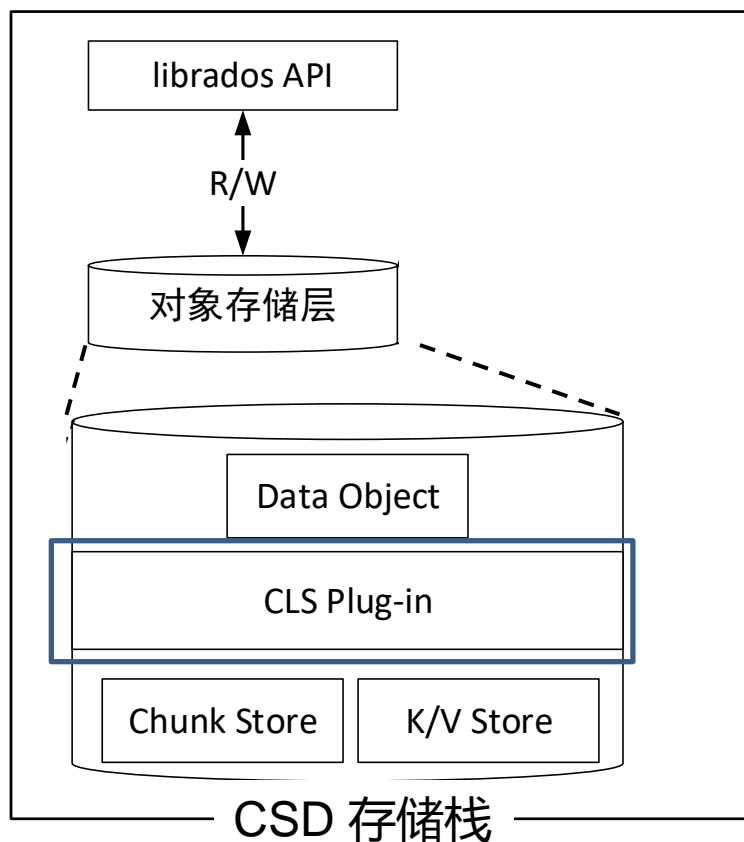 librados API
R/W
对象存储层
Data Object
CLS Plug-in
Chunk Store
K/V Store
CSD 存储栈